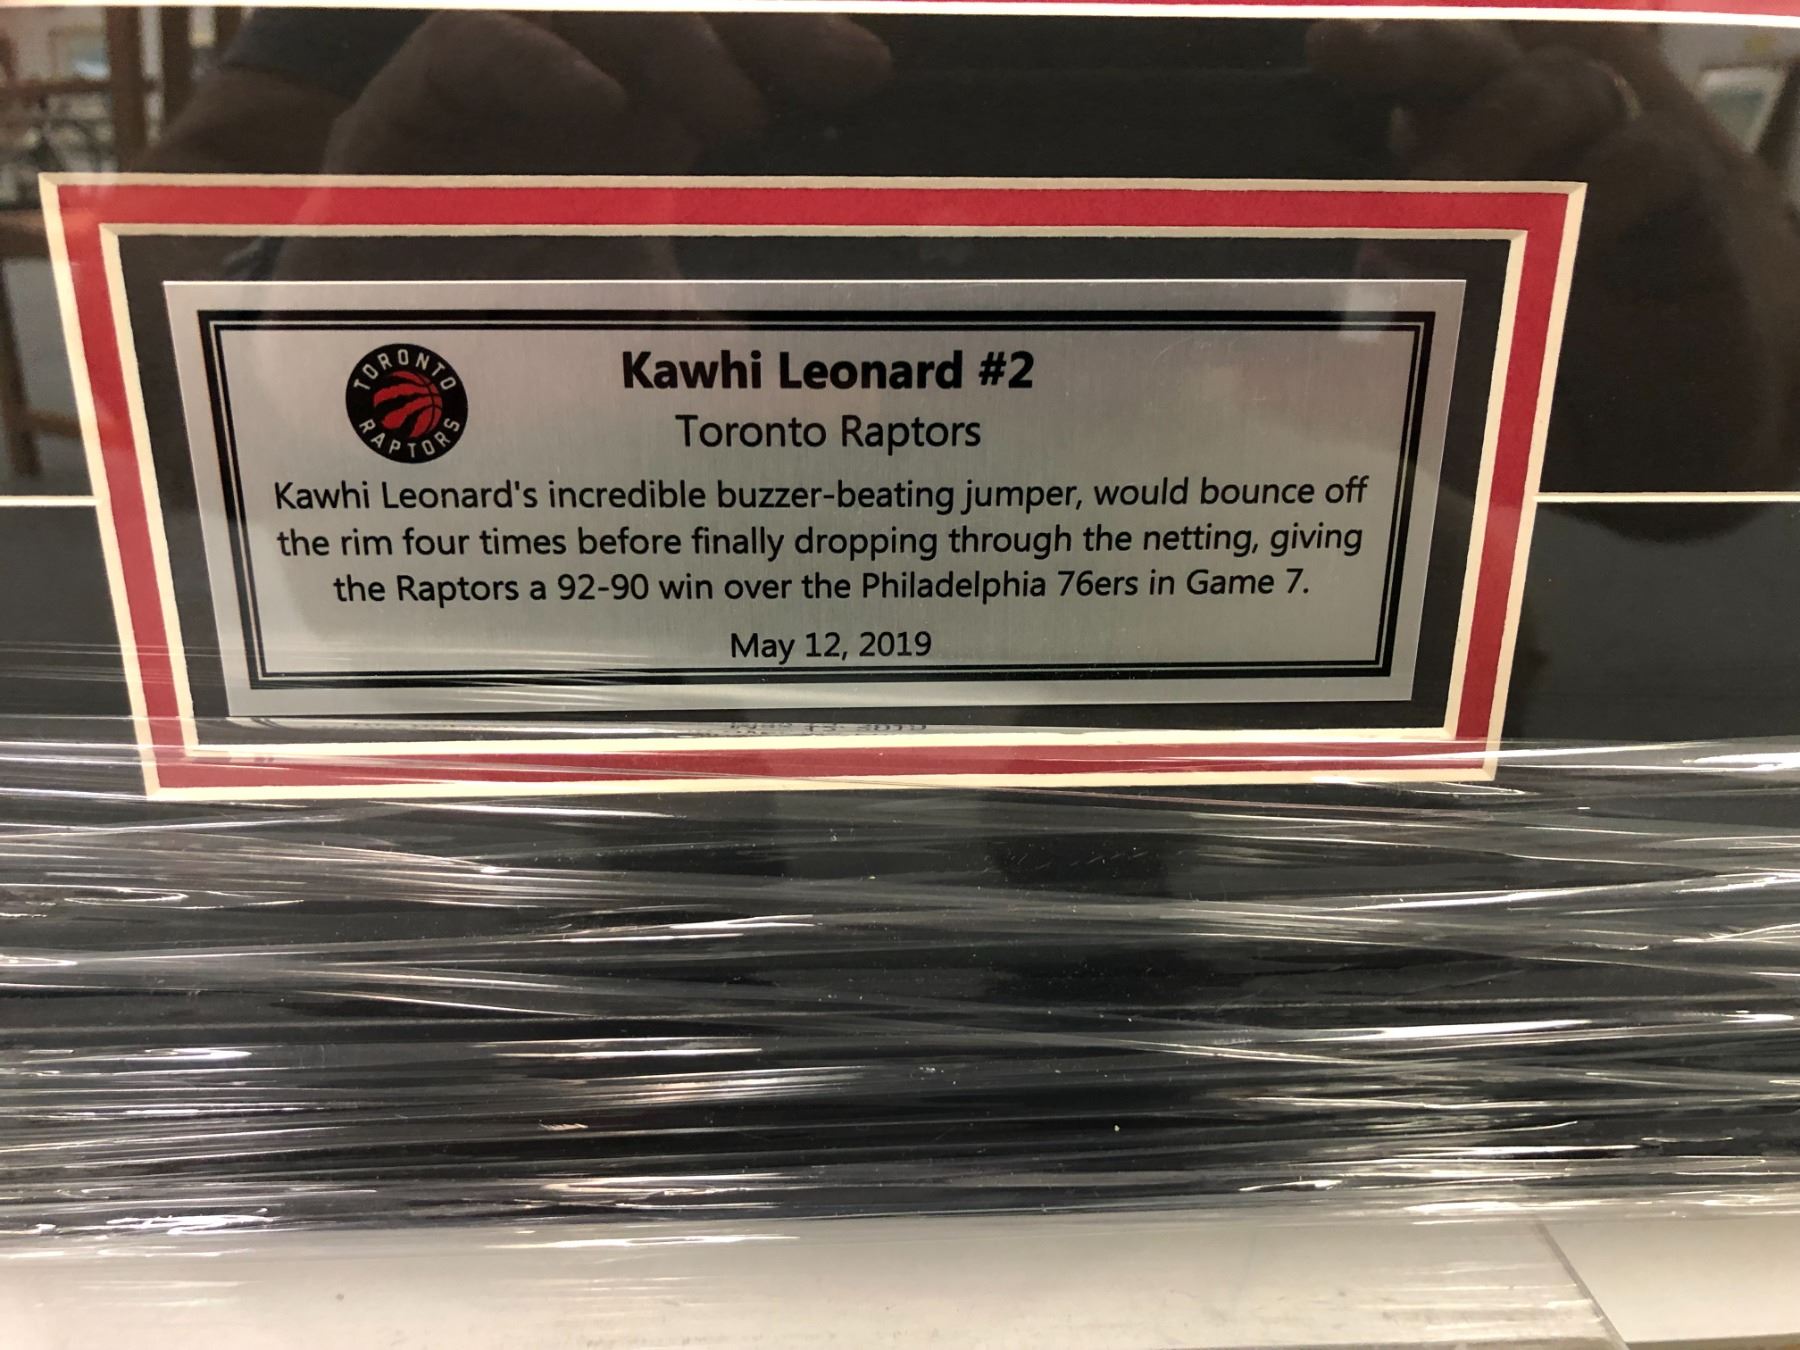 TORONTO
RAPTORS
Kawhi Leonard #2
Toronto Raptors
Kawhi Leonard's incredible buzzer-beating jumper, would bounce off
the rim four times before finally dropping through the netting, giving
the Raptors a 92-90 win over the Philadelphia 76ers in Game 7.
May 12, 2019